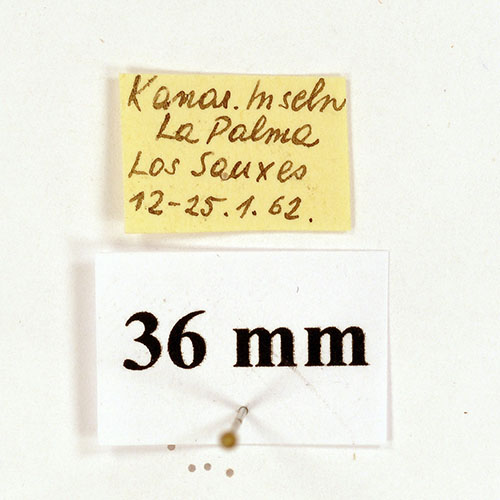 Kanar. Inseln
La Palma
Los Sauxes
12-25.1.62.
36 mm